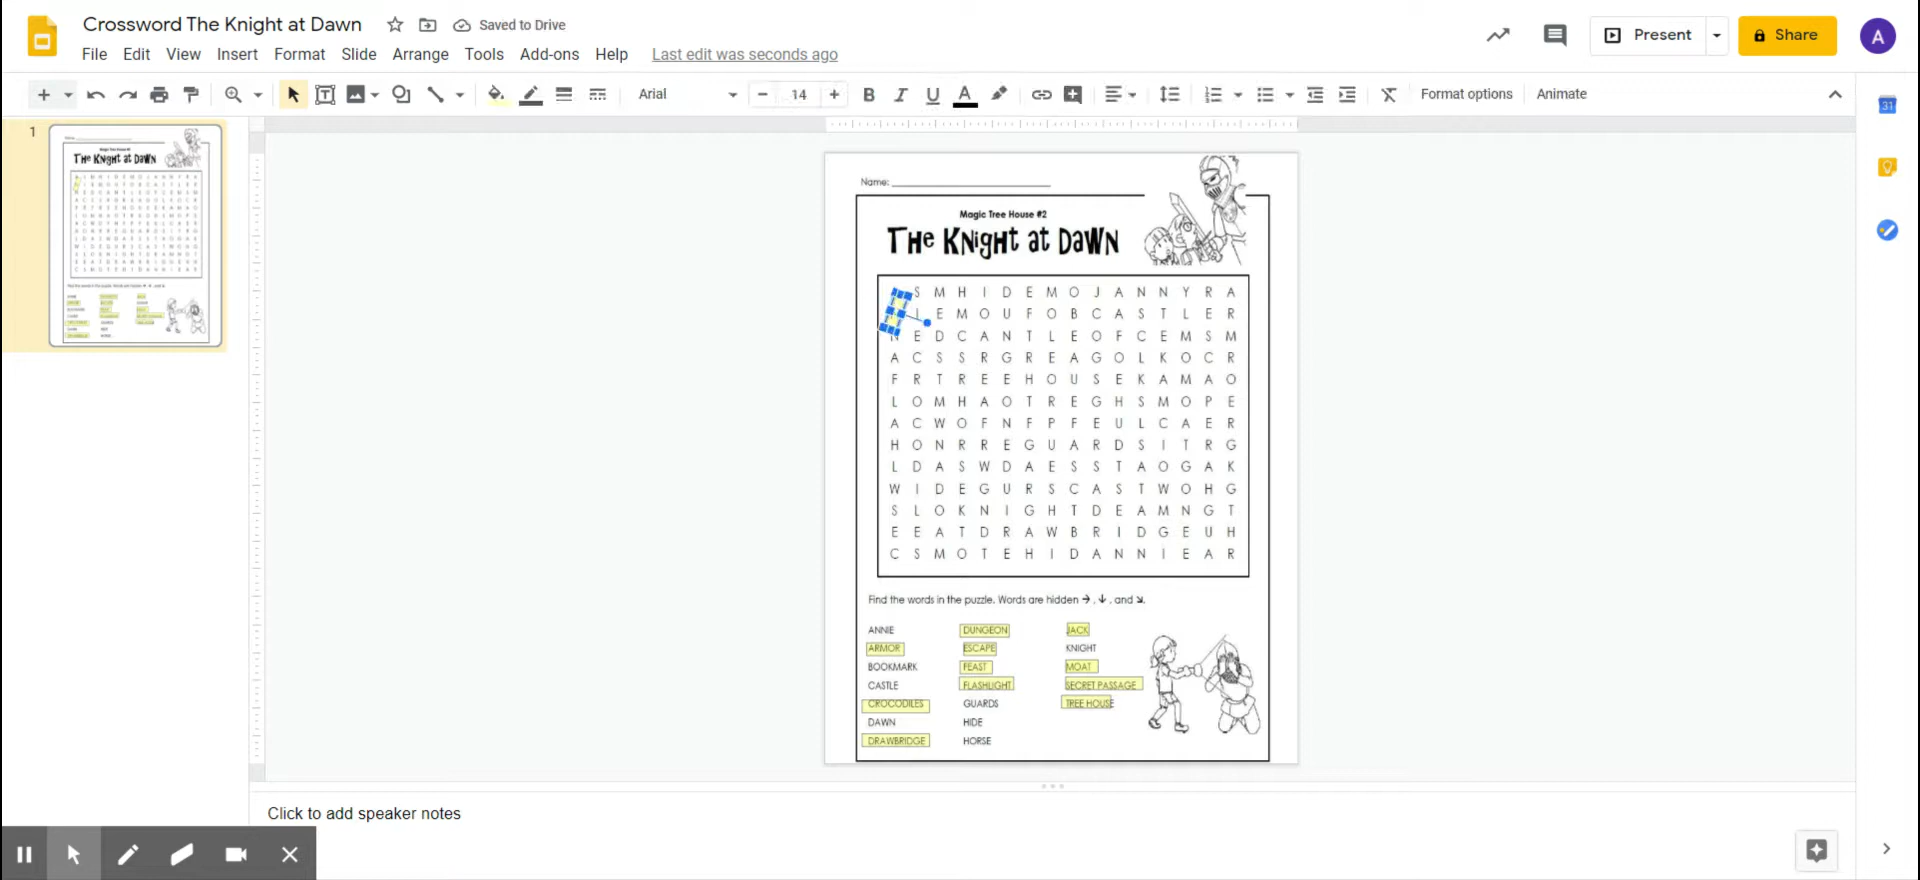 Crossword The Knight at Dawn
Saved to Drive
File Edit View Insert Format Slide Arrange Tools Add-ons Help Last edit was seconds ago
Present
Share
A
Arial
14
Format options
Animate
31
1
Name:
Magic Tree House #2
The Knight at Dawn
S M H I D E M O J A N N Y R A
I E M O U F O B C A S T L E R
N E D C A N T L E O F C E M S M
A C S S R G R E A G O L K O C R
F R T R E E H O U S E K A M A O
L O M H A O T R E G H S M O P E
A C W O F N F P F E U L C A E R
H O N R R E G U A R D S I T R G
L D A S W D A E S S T A O G A K
W I D E G U R S C A S T W O H G
S L O K N I G H T D E A M N G T
E E A T D R A W B R I D G E U H
C S M O T E H I D A N N I E A R
Find the words in the puzzle. Words are hidden → , ↓ , and ↘.
ANNIE DUNGEON JACK
ARMOR ESCAPE KNIGHT
BOOKMARK FEAST MOAT
CASTLE FLASHLIGHT SECRET PASSAGE
CROCODILES GUARDS TREE HOUSE
DAWN HIDE
DRAWBRIDGE HORSE
Click to add speaker notes